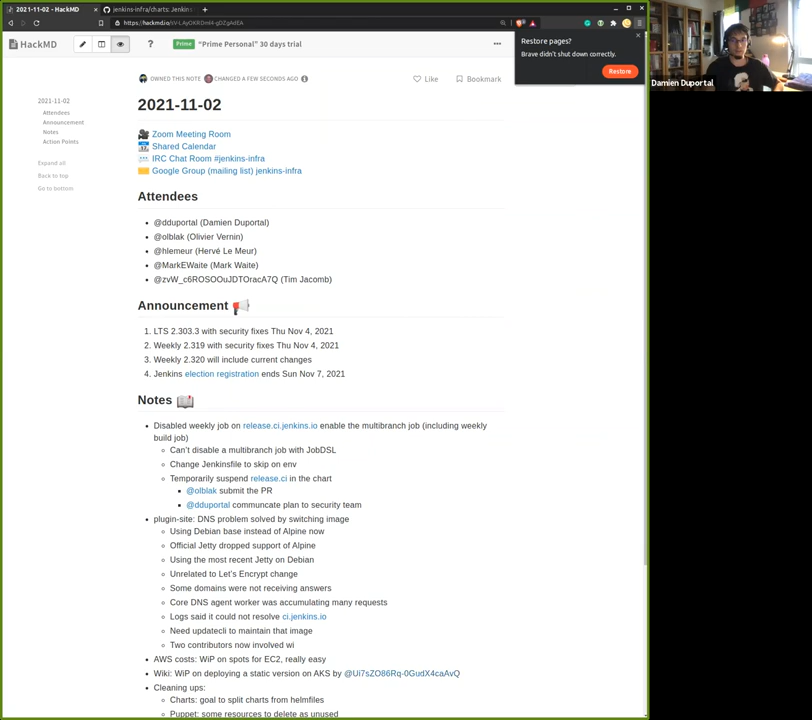 2021-11-02 - HackMD
jenkins-infra/charts: Jenkin
https://hackmd.io
HackMD
?
Prime
"Prime Personal" 30 days trial
Restore pages?
Brave didn't shut down correctly.
Restore
Damien Duportal
OWNED THIS NOTE
CHANGED A FEW SECONDS AGO
Like
Bookmark
2021-11-02
Attendees
Announcement
Notes
Action Points
Expand all
Back to top
Go to bottom
2021-11-02
Zoom Meeting Room
Shared Calendar
IRC Chat Room #jenkins-infra
Google Group (mailing list) jenkins-infra
Attendees
@dduportal (Damien Duportal)
@olblak (Olivier Vernin)
@hlemeur (Hervé Le Meur)
@MarkEWaite (Mark Waite)
@zvW_c6ROSOOuJDTOracA7Q (Tim Jacomb)
Announcement
1. LTS 2.303.3 with security fixes Thu Nov 4, 2021
2. Weekly 2.319 with security fixes Thu Nov 4, 2021
3. Weekly 2.320 will include current changes
4. Jenkins election registration ends Sun Nov 7, 2021
Notes
Disabled weekly job on release.ci.jenkins.io enable the multibranch job (including weekly
build job)
Can't disable a multibranch job with JobDSL
Change Jenkinsfile to skip on env
Temporarily suspend release.ci in the chart
@olblak submit the PR
@dduportal communcate plan to security team
plugin-site: DNS problem solved by switching image
Using Debian base instead of Alpine now
Official Jetty dropped support of Alpine
Using the most recent Jetty on Debian
Unrelated to Let's Encrypt change
Some domains were not receiving answers
Core DNS agent worker was accumulating many requests
Logs said it could not resolve ci.jenkins.io
Need updatecli to maintain that image
Two contributors now involved wi
AWS costs: WiP on spots for EC2, really easy
Wiki: WiP on deploying a static version on AKS by @Ui7sZO86Rq-0GudX4caAvQ
Cleaning ups:
Charts: goal to split charts from helmfiles
Puppet: some resources to delete as unused